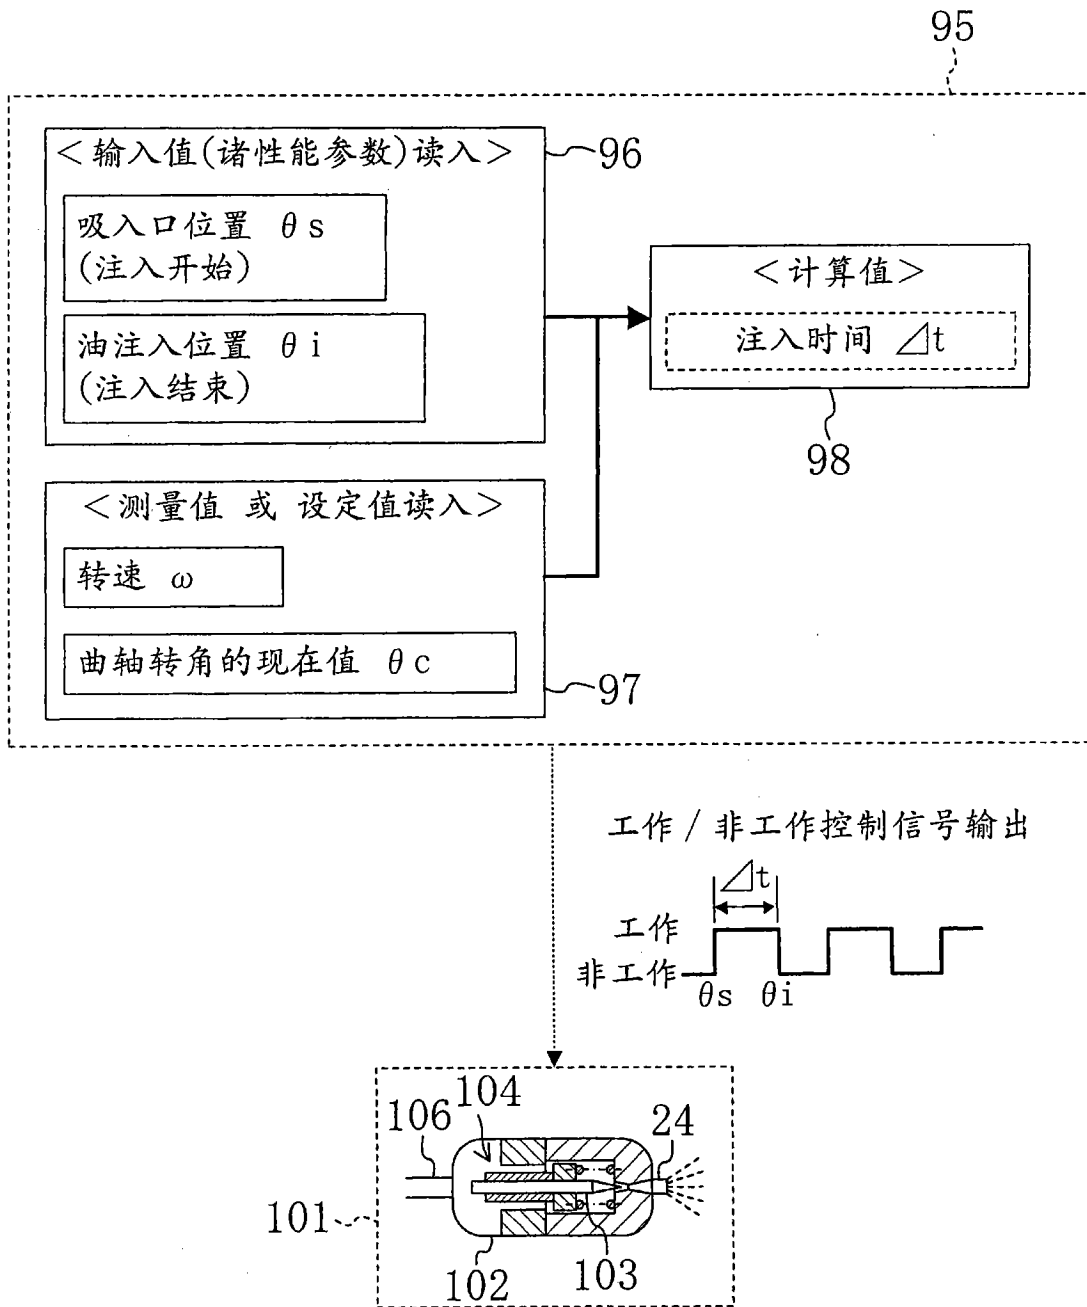 95
<输入值(诸性能参数)读入>
96
吸入口位置 θs
(注入开始)
油注入位置 θi
(注入结束)
<计算值>
注入时间 ⊿t
98
<测量值 或 设定值读入>
转速 ω
曲轴转角的现在值 θc
97
工作/非工作控制信号输出
⊿t
工作
非工作
θs θi
106
104
24
101
102
103